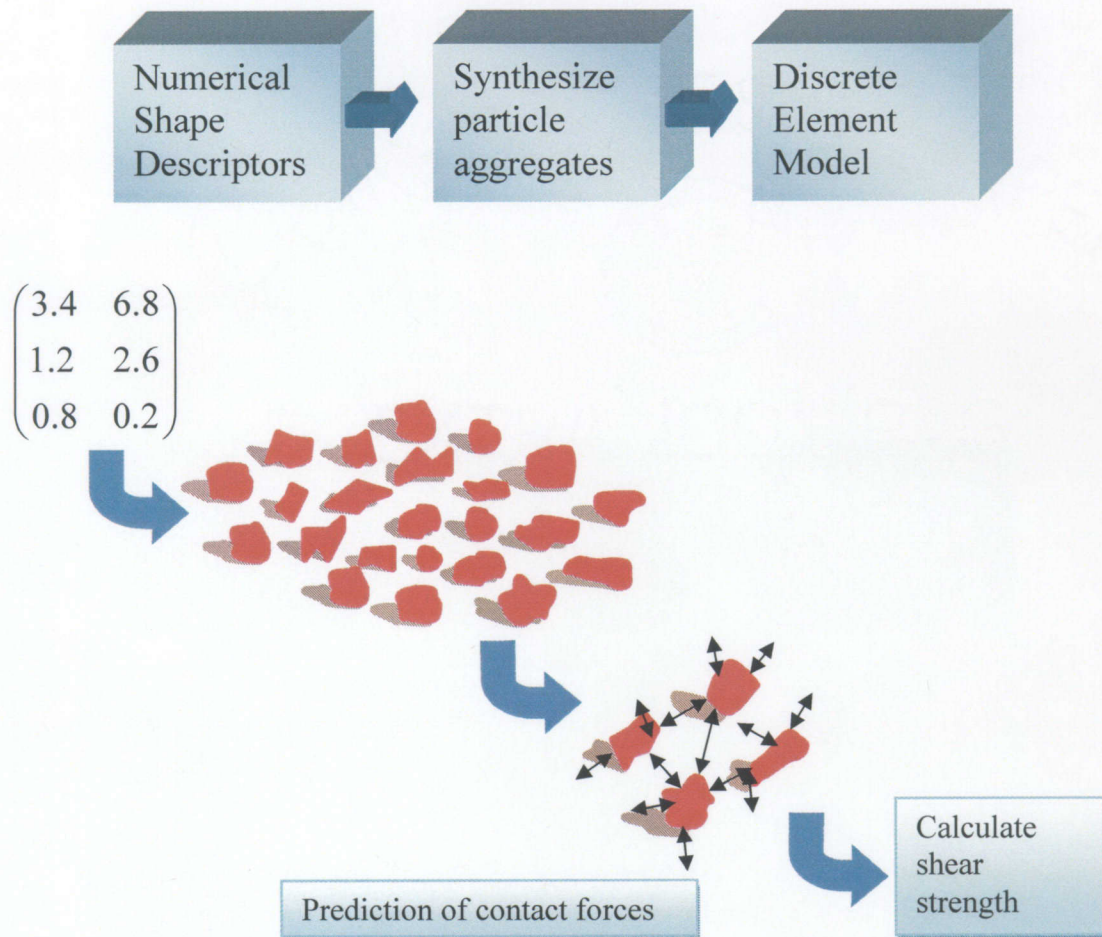 Numerical
Shape
Descriptors
Synthesize
particle
aggregates
Discrete
Element
Model
3.4 6.8
1.2 2.6
0.8 0.2
Prediction of contact forces
Calculate
shear
strength